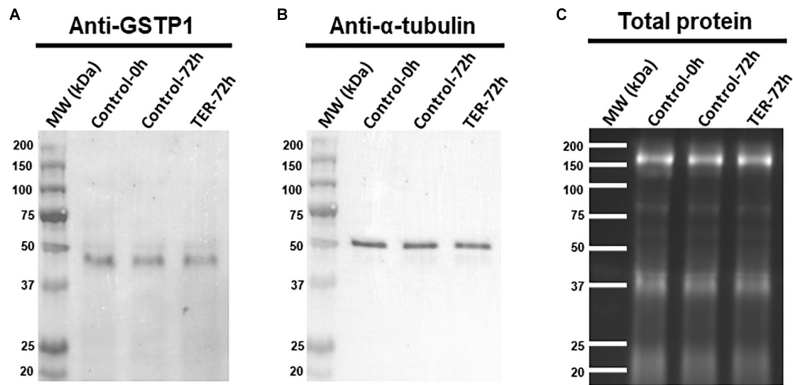 A
Anti-GSTP1
MW (kDa)
Control-0h
Control-72h
TER-72h
200
150
100
75
50
37
25
20
B
Anti-α-tubulin
MW (kDa)
Control-0h
Control-72h
TER-72h
200
150
100
75
50
37
25
20
C
Total protein
MW (kDa)
Control-0h
Control-72h
TER-72h
200
150
100
75
50
37
25
20